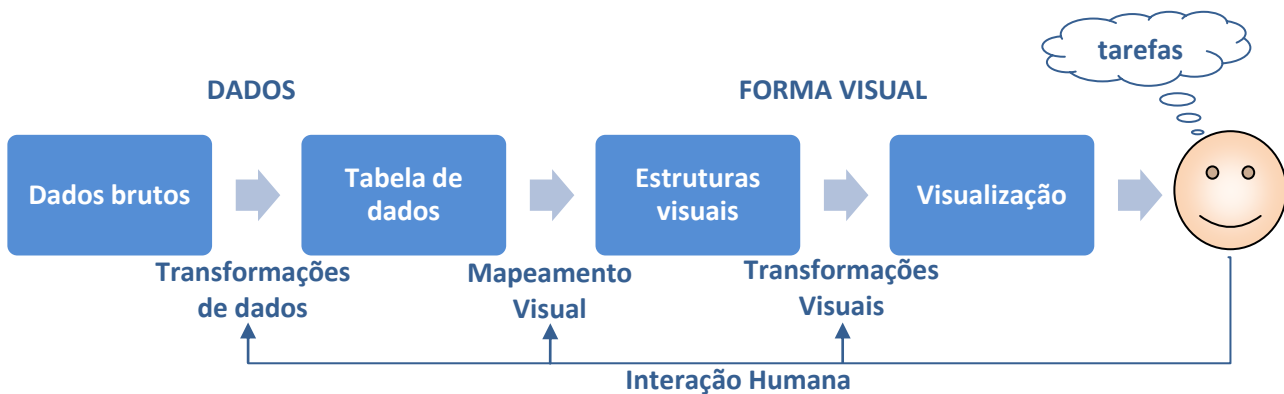 tarefas
DADOS
FORMA VISUAL
Dados brutos
Tabela de
dados
Estruturas
visuais
Visualização
Transformações
de dados
Mapeamento
Visual
Transformações
Visuais
Interação Humana